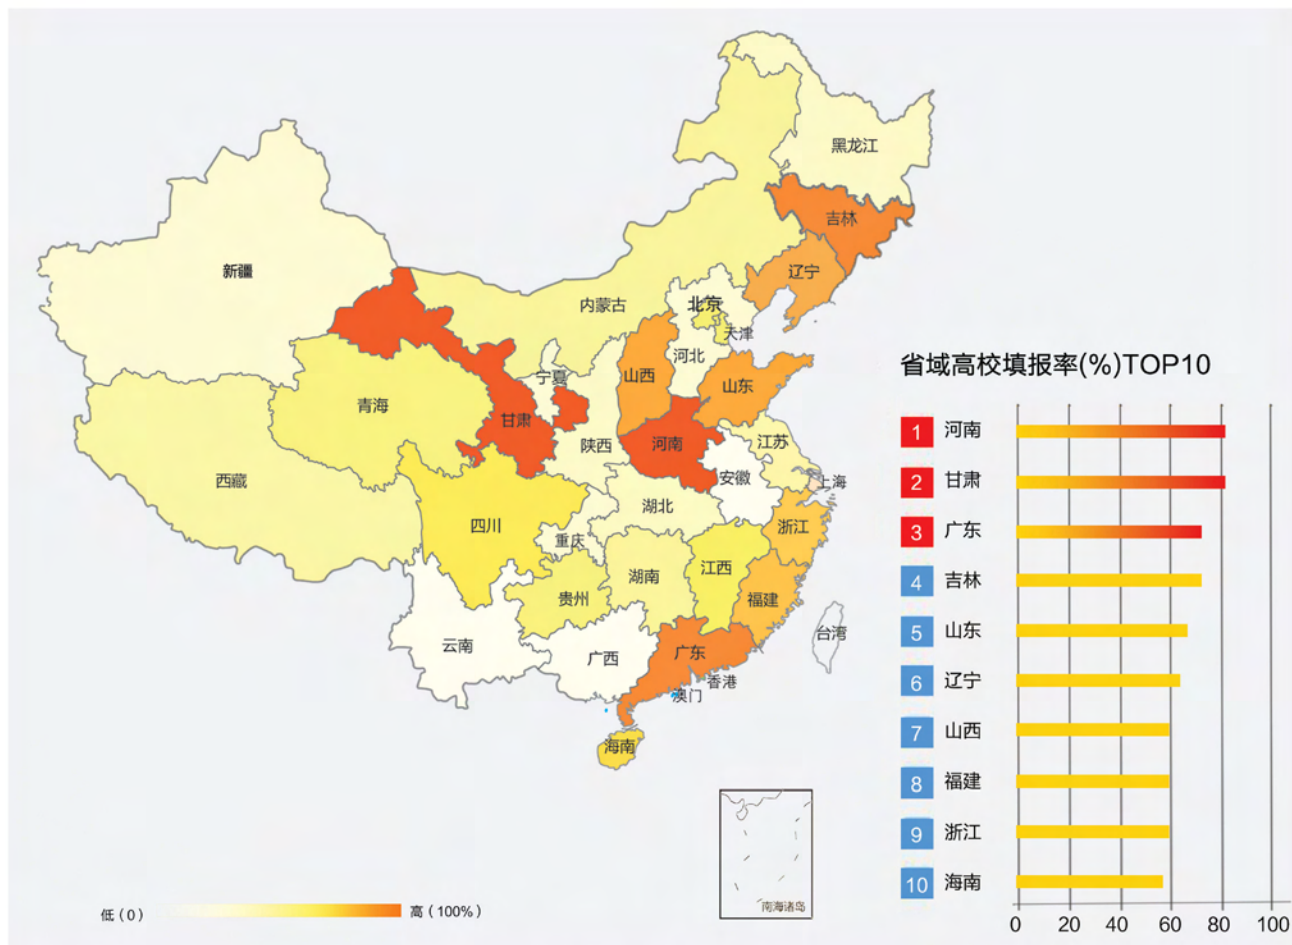 黑龙江
吉林
辽宁
新疆
内蒙古
北京
天津
河北
山西
山东
宁夏
青海
甘肃
河南
陕西
江苏
西藏
安徽
上海
湖北
四川
浙江
重庆
江西
湖南
贵州
福建
台湾
云南
广西
广东
香港
澳门
海南
南海诸岛
低(0)
高(100%)
省域高校填报率(%)TOP10
1 河南
2 甘肃
3 广东
4 吉林
5 山东
6 辽宁
7 山西
8 福建
9 浙江
10 海南
0 20 40 60 80 100